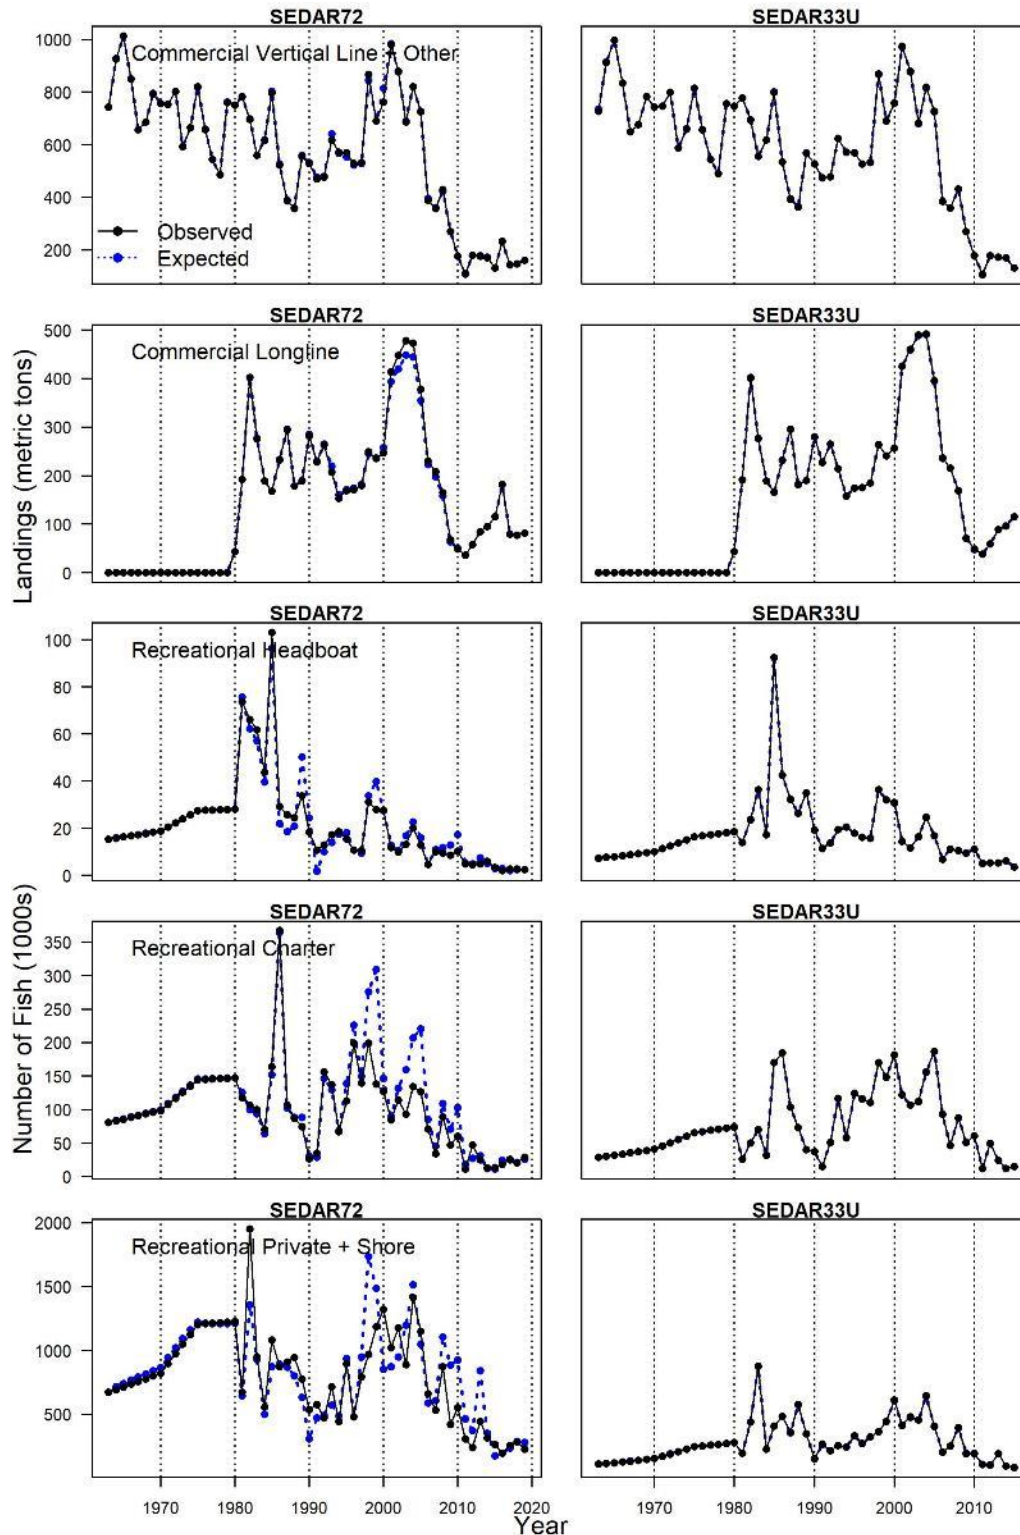 SEDAR72
SEDAR33U
Commercial Vertical Line + Other
1000
800
600
400
200
Observed
Expected
SEDAR72
SEDAR33U
Commercial Longline
500
400
300
200
100
0
Landings (metric tons)
SEDAR72
SEDAR33U
Recreational Headboat
100
80
60
40
20
0
SEDAR72
SEDAR33U
Recreational Charter
350
300
250
200
150
100
50
0
Number of Fish (1000s)
SEDAR72
SEDAR33U
Recreational Private + Shore
2000
1500
1000
500
1970 1980 1990 2000 2010 2020
1970 1980 1990 2000 2010
Year